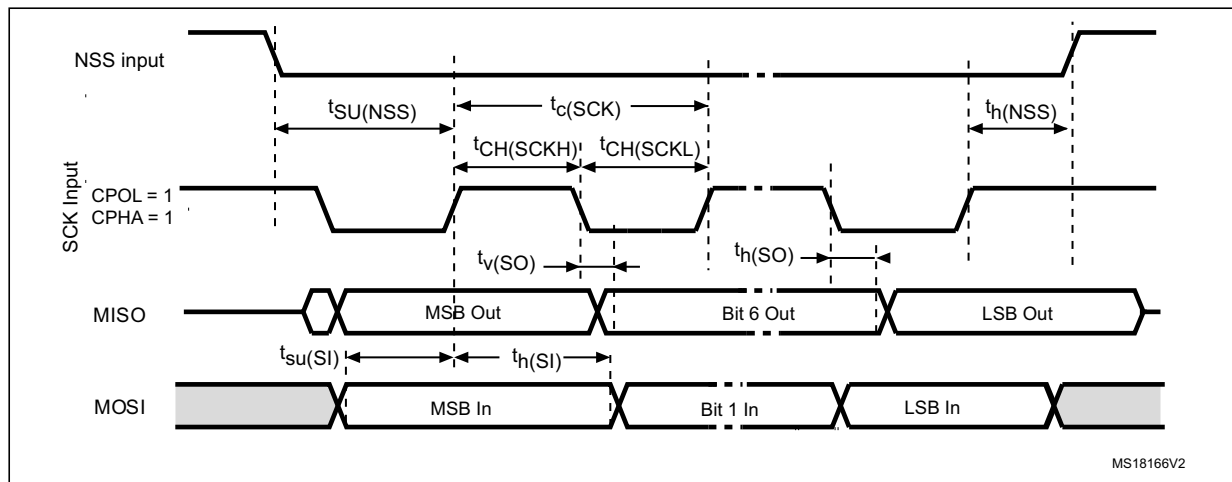 NSS input
tSU(NSS)
tc(SCK)
th(NSS)
tCH(SCKH)
tCH(SCKL)
SCK Input
CPOL = 1
CPHA = 1
tv(SO)
th(SO)
MISO
MSB Out
Bit 6 Out
LSB Out
tsu(SI)
th(SI)
MOSI
MSB In
Bit 1 In
LSB In
MS18166V2